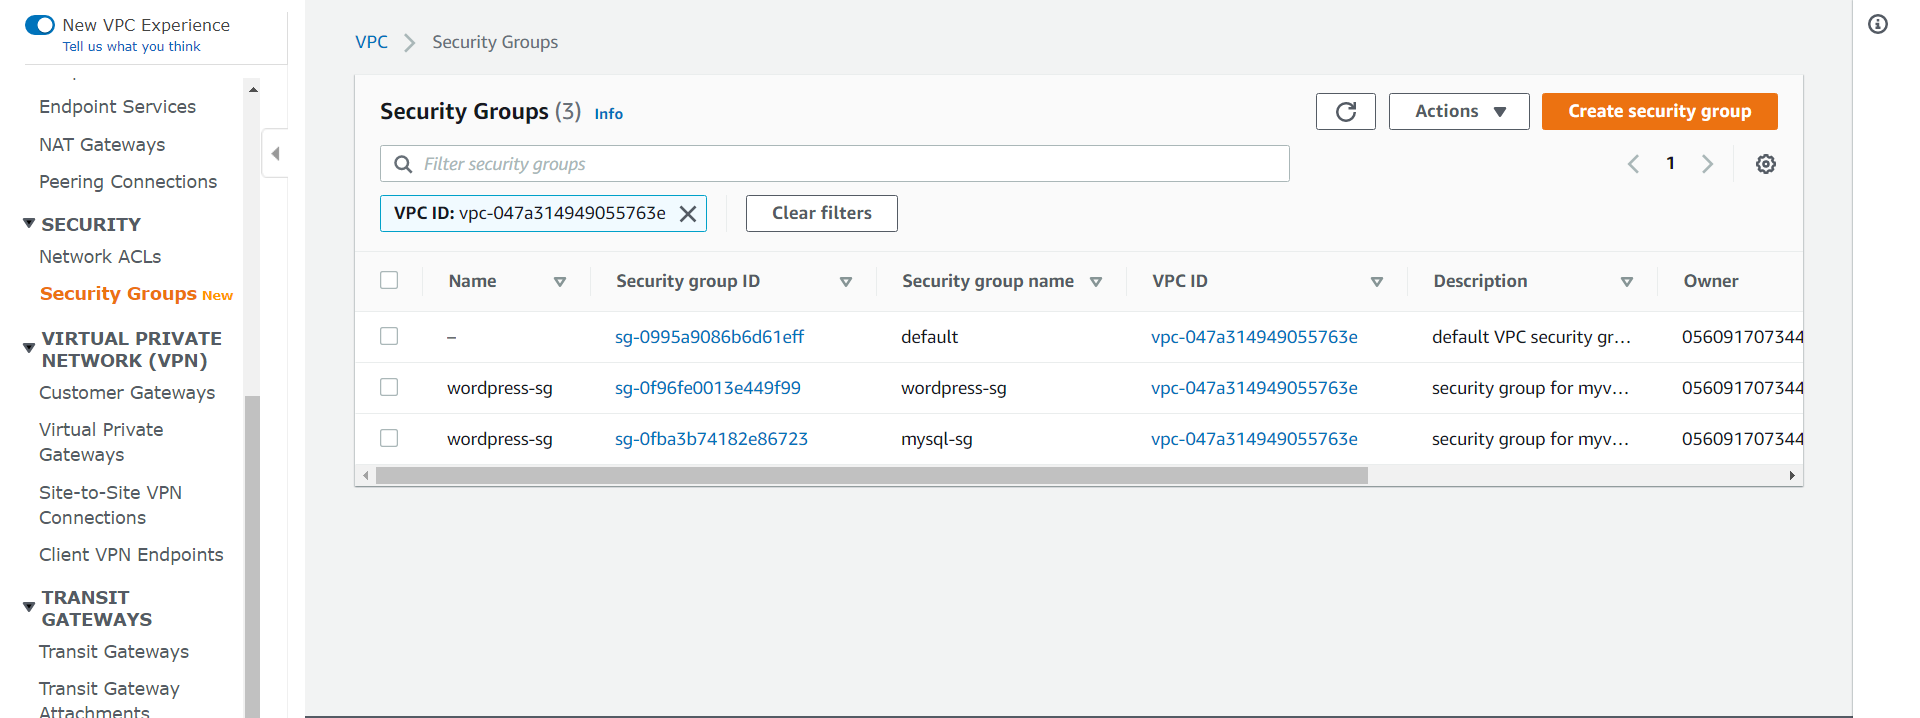 New VPC Experience
Tell us what you think
Endpoint Services
NAT Gateways
Peering Connections
SECURITY
Network ACLs
Security Groups New
VIRTUAL PRIVATE
NETWORK (VPN)
Customer Gateways
Virtual Private
Gateways
Site-to-Site VPN
Connections
Client VPN Endpoints
TRANSIT
GATEWAYS
Transit Gateways
Transit Gateway
Attachments
VPC > Security Groups
Security Groups (3) Info
Actions
Create security group
Filter security groups
1
VPC ID: vpc-047a314949055763e
Clear filters
Name Security group ID Security group name VPC ID Description Owner
– sg-0995a9086b6d61eff default vpc-047a314949055763e default VPC security gr... 056091707344
wordpress-sg sg-0f96fe0013e449f99 wordpress-sg vpc-047a314949055763e security group for myv... 056091707344
wordpress-sg sg-0fba3b74182e86723 mysql-sg vpc-047a314949055763e security group for myv... 056091707344